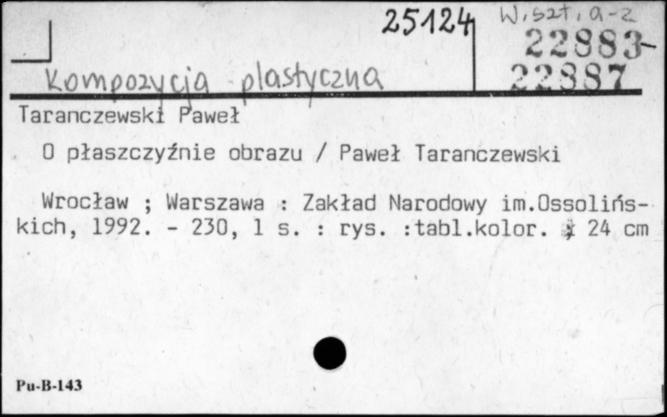 25124 W. szt. a-z
22883-
22887
Kompozycja plastyczna
Taranczewski Paweł
O płaszczyźnie obrazu / Paweł Taranczewski
Wrocław ; Warszawa : Zakład Narodowy im.Ossolińs-
kich, 1992. - 230, 1 s. : rys. :tabl.kolor. ; 24 cm
Pu-B-143